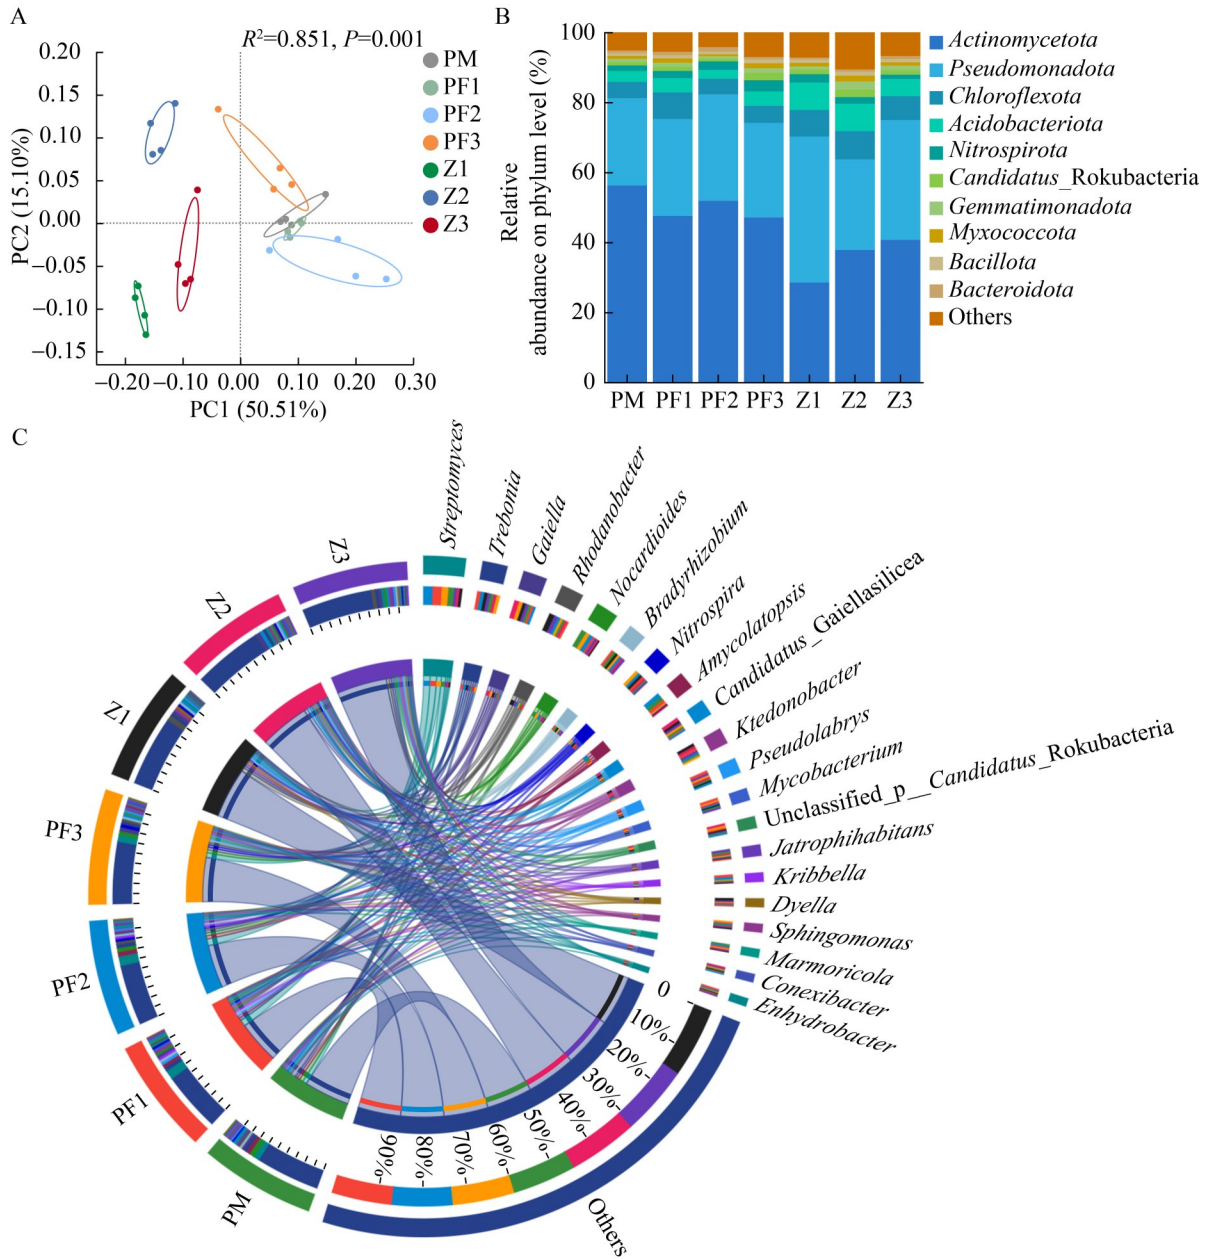 A
R²=0.851, P=0.001
PC2 (15.10%)
0.20
0.15
0.10
0.05
0.00
−0.05
−0.10
−0.15
−0.20
−0.10
0.00
0.10
0.20
0.30
PC1 (50.51%)
PM
PF1
PF2
PF3
Z1
Z2
Z3
B
Relative
abundance on phylum level (%)
100
80
60
40
20
0
PM
PF1
PF2
PF3
Z1
Z2
Z3
Actinomycetota
Pseudomonadota
Chloroflexota
Acidobacteriota
Nitrospirota
Candidatus_Rokubacteria
Gemmatimonadota
Myxococcota
Bacillota
Bacteroidota
Others
C
Streptomyces
Trebonia
Gaiella
Rhodanobacter
Nocardioides
Bradyrhizobium
Nitrospira
Amycolatopsis
Candidatus_Gaiellasilicea
Ktedonobacter
Pseudolabrys
Mycobacterium
Unclassified_p__Candidatus_Rokubacteria
Jatrophihabitans
Kribbella
Dyella
Sphingomonas
Marmoricola
Conexibacter
Enhydrobacter
0
10%
20%
30%
40%
50%
60%
70%
80%
90%
Others
PM
PF1
PF2
PF3
Z1
Z2
Z3